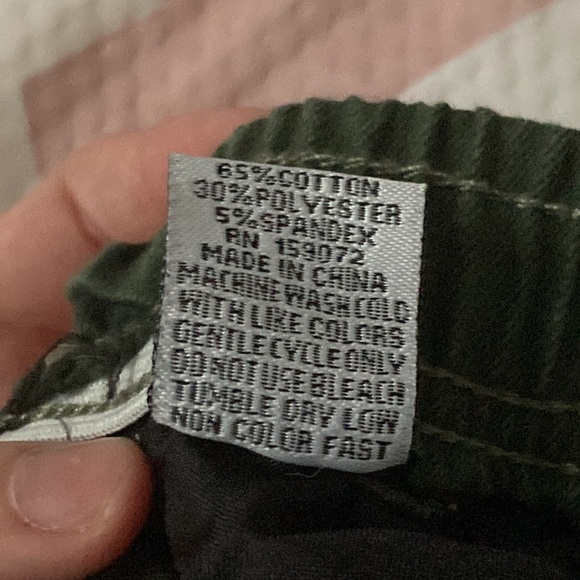 65%COTTON
30%POLYESTER
5%SPANDEX
RN 159072
MADE IN CHINA
MACHINE WASH COLD
WITH LIKE COLORS
GENTLE CYCLE ONLY
DO NOT USE BLEACH
TUMBLE DRY LOW
NON COLOR FAST